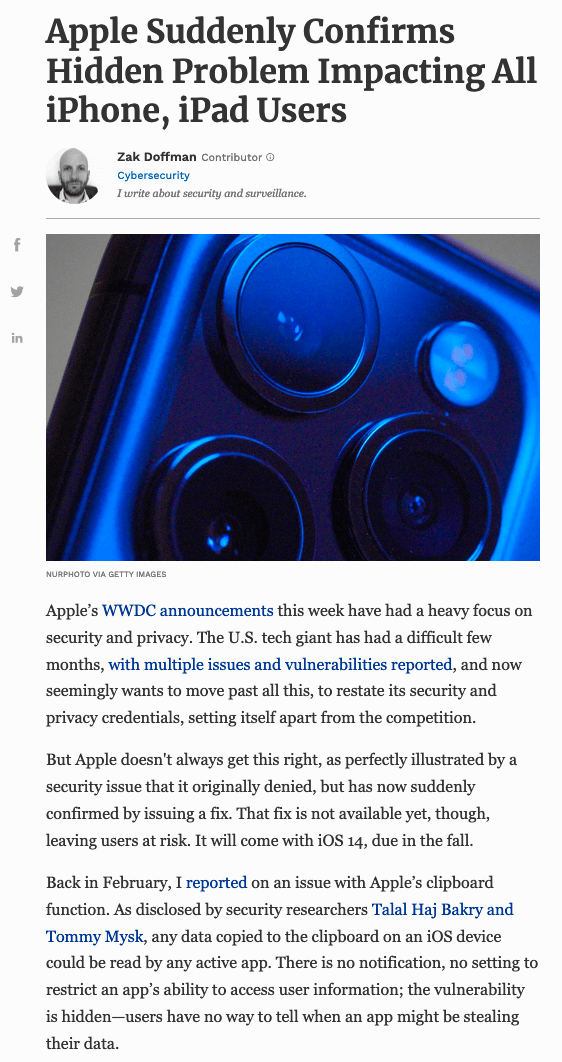 Apple Suddenly Confirms
Hidden Problem Impacting All
iPhone, iPad Users
Zak Doffman Contributor
Cybersecurity
I write about security and surveillance.
NURPHOTO VIA GETTY IMAGES
Apple’s WWDC announcements this week have had a heavy focus on
security and privacy. The U.S. tech giant has had a difficult few
months, with multiple issues and vulnerabilities reported, and now
seemingly wants to move past all this, to restate its security and
privacy credentials, setting itself apart from the competition.
But Apple doesn't always get this right, as perfectly illustrated by a
security issue that it originally denied, but has now suddenly
confirmed by issuing a fix. That fix is not available yet, though,
leaving users at risk. It will come with iOS 14, due in the fall.
Back in February, I reported on an issue with Apple’s clipboard
function. As disclosed by security researchers Talal Haj Bakry and
Tommy Mysk, any data copied to the clipboard on an iOS device
could be read by any active app. There is no notification, no setting to
restrict an app’s ability to access user information; the vulnerability
is hidden—users have no way to tell when an app might be stealing
their data.